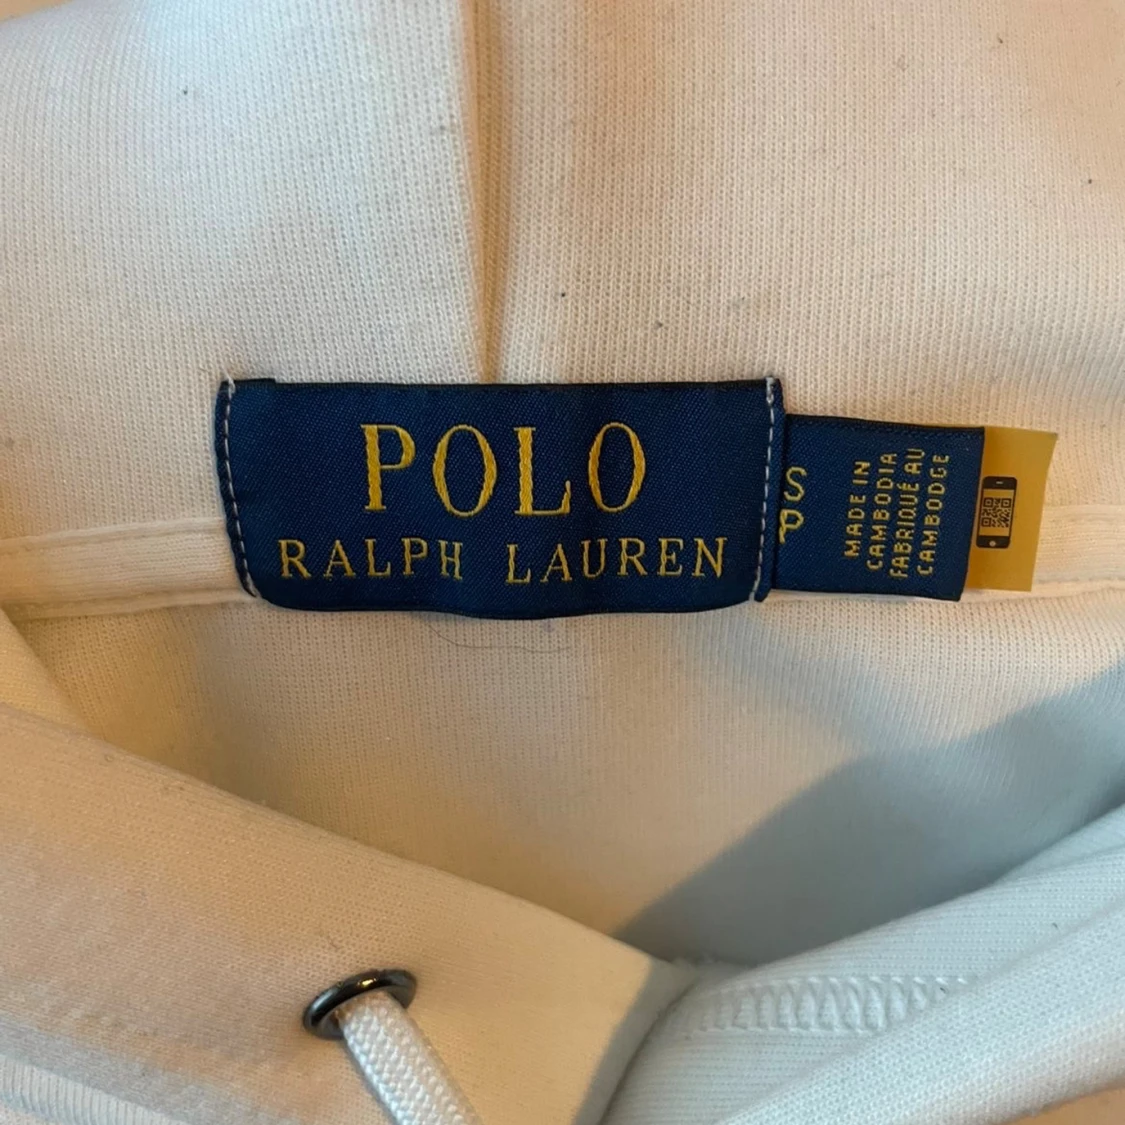 POLO
RALPH LAUREN
S
P
MADE IN
CAMBODIA
FABRIQUÉ AU
CAMBODGE